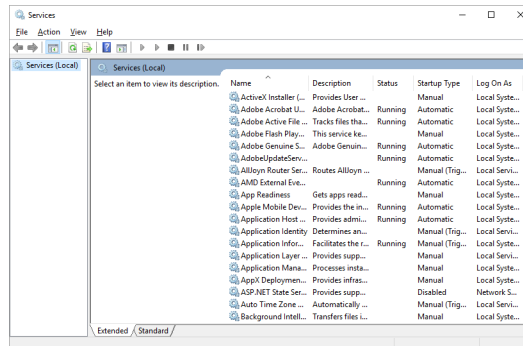 Services
File Action View Help
Services (Local)
Services (Local)
Select an item to view its description.
Name Description Status Startup Type Log On As
ActiveX Installer (... Provides User ... Manual Local Syste...
Adobe Acrobat U... Adobe Acrobat... Running Automatic Local Syste...
Adobe Active File ... Tracks files tha... Running Automatic Local Syste...
Adobe Flash Play... This service ke... Manual Local Syste...
Adobe Genuine S... Adobe Genuin... Running Automatic Local Syste...
AdobeUpdateServ... Running Automatic Local Syste...
AllJoyn Router Ser... Routes AllJoyn ... Manual (Trig... Local Servi...
AMD External Eve... Running Automatic Local Syste...
App Readiness Gets apps read... Manual Local Syste...
Apple Mobile Dev... Provides the in... Running Automatic Local Syste...
Application Host ... Provides admi... Running Automatic Local Syste...
Application Identity Determines an... Manual (Trig... Local Servi...
Application Infor... Facilitates the r... Running Manual (Trig... Local Syste...
Application Layer ... Provides supp... Manual Local Servi...
Application Mana... Processes insta... Manual Local Syste...
AppX Deploymen... Provides infras... Manual Local Syste...
ASP.NET State Ser... Provides supp... Disabled Network S...
Auto Time Zone ... Automatically ... Manual (Trig... Local Servi...
Background Intell... Transfers files i... Manual Local Syste...
Extended Standard